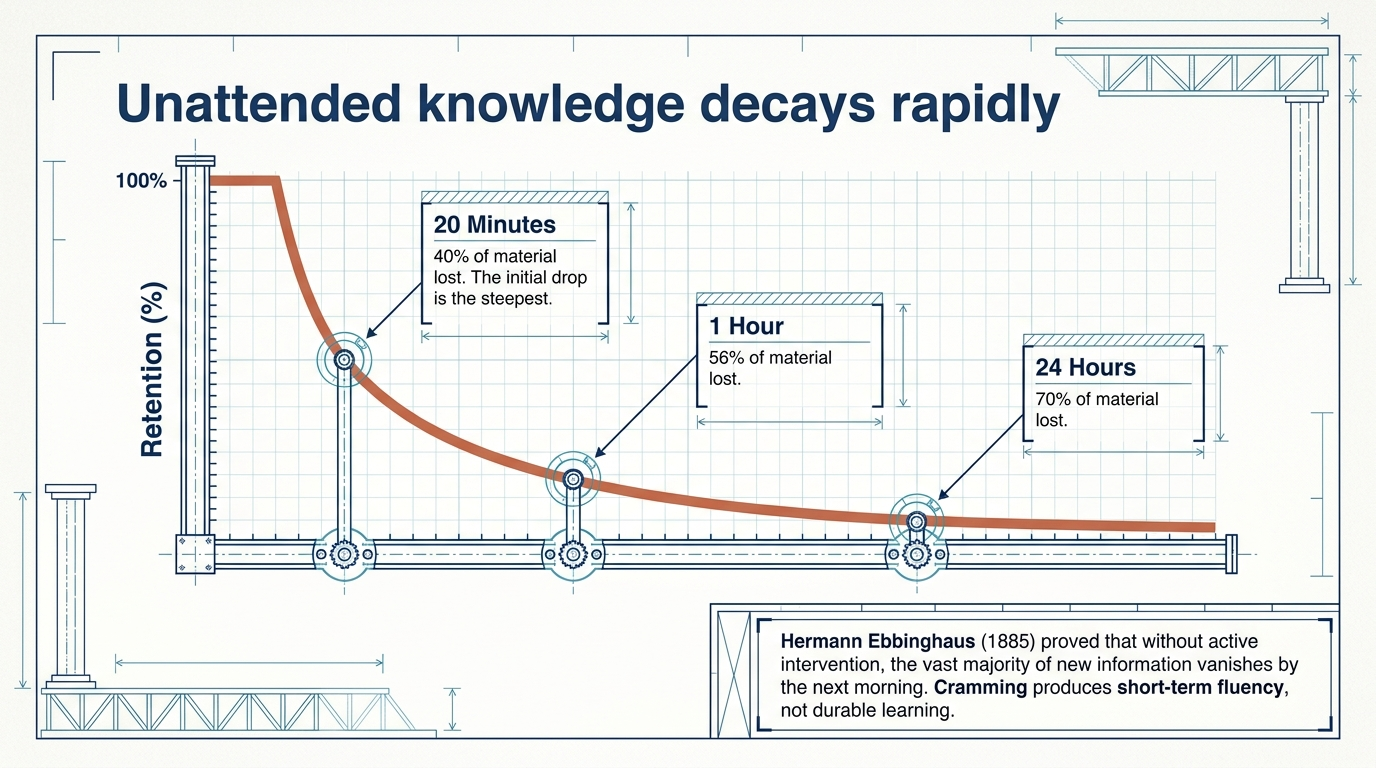 Unattended knowledge decays rapidly
100%
Retention (%)
20 Minutes
40% of material
lost. The initial drop
is the steepest.
1 Hour
56% of material
lost.
24 Hours
70% of material
lost.
Hermann Ebbinghaus (1885) proved that without active
intervention, the vast majority of new information vanishes by
the next morning. Cramming produces short-term fluency,
not durable learning.